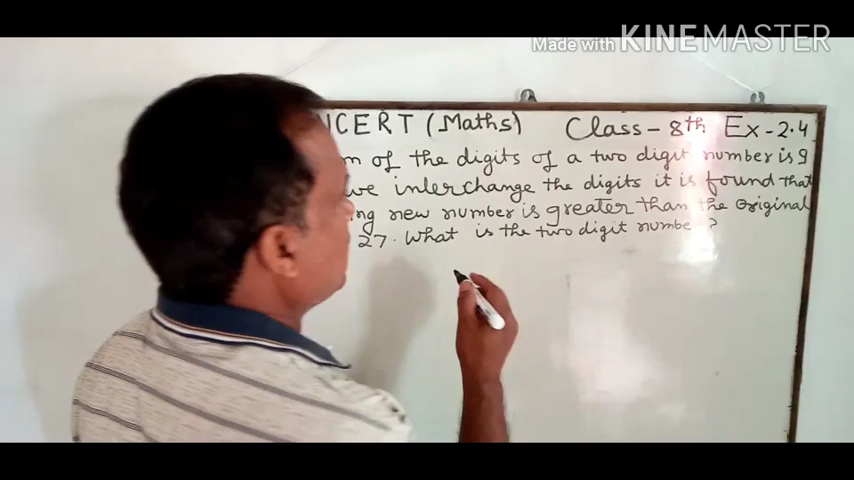 Made with KINEMASTER
NCERT (Maths) Class - 8th Ex - 2.4
of the digits of a two digit number is 9
we interchange the digits it is found that
new number is greater than the original
27. What is the two digit number ?